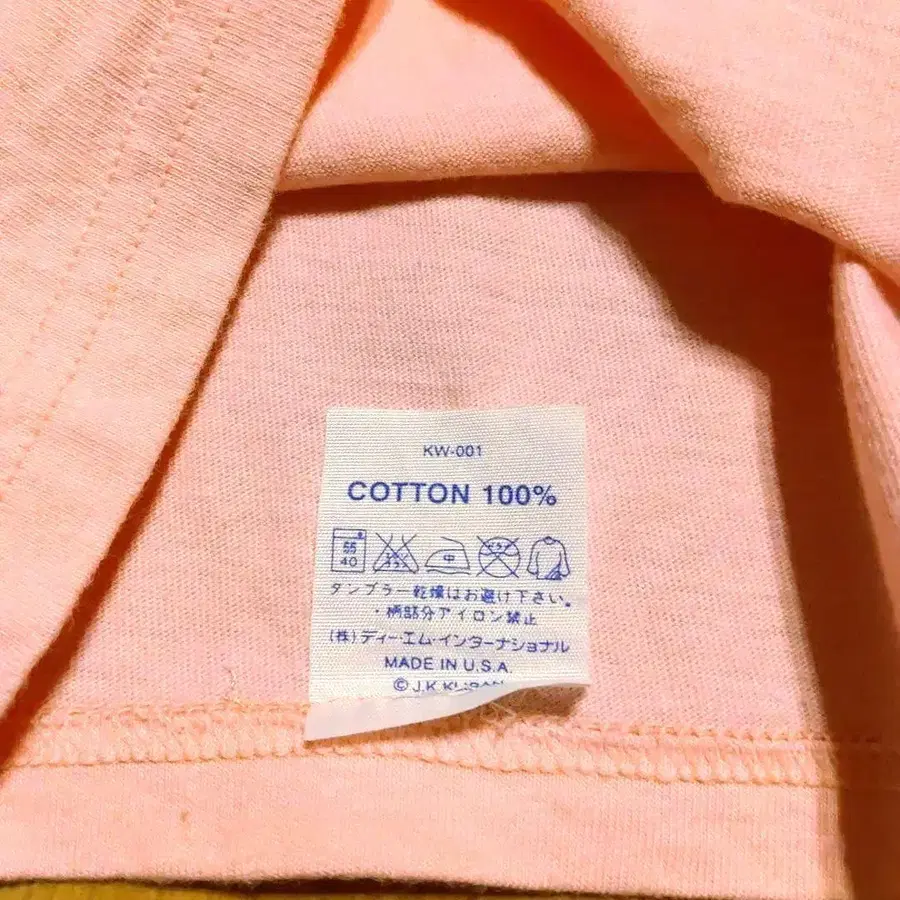 KW-001
COTTON 100%
40 中
タンブラー乾燥はお避け下さい。
・柄部分アイロン禁止
(株)ディー・エム・インターナショナル
MADE IN U.S.A.
© J.K